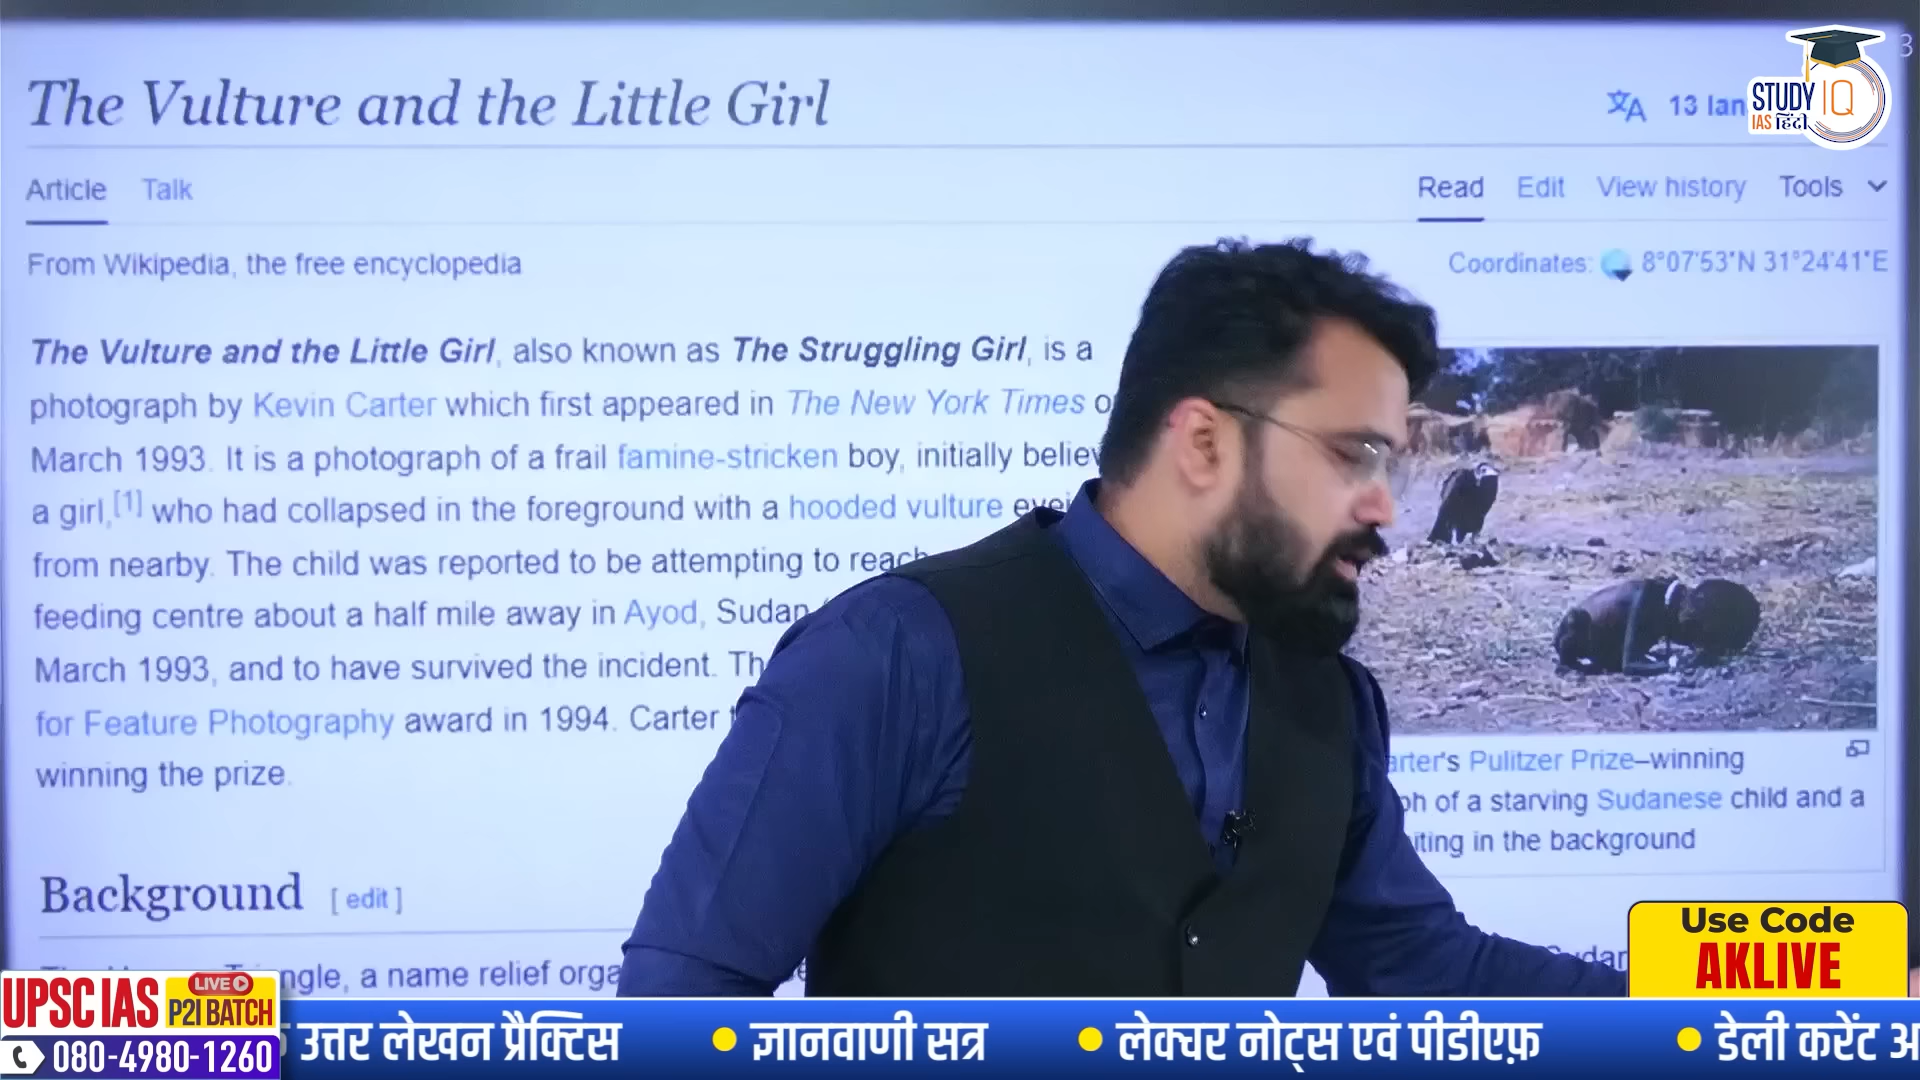 The Vulture and the Little Girl
13 lan
STUDY IQ
IAS हिंदी
3
Article Talk
Read Edit View history Tools
From Wikipedia, the free encyclopedia
Coordinates: 8°07'53"N 31°24'41"E
The Vulture and the Little Girl, also known as The Struggling Girl, is a
photograph by Kevin Carter which first appeared in The New York Times
March 1993. It is a photograph of a frail famine-stricken boy, initially
a girl,[1] who had collapsed in the foreground with a hooded vulture
from nearby. The child was reported to be attempting to
feeding centre about a half mile away in Ayod, Sudan
March 1993, and to have survived the incident.
for Feature Photography award in 1994. Carter
winning the prize.
arter's Pulitzer Prize–winning
ph of a starving Sudanese child and a
iting in the background
Background [ edit ]
ngle, a name relief orga
Use Code
AKLIVE
UPSC IAS LIVE
P2I BATCH
080-4980-1260
उत्तर लेखन प्रैक्टिस • ज्ञानवाणी सत्र • लेक्चर नोट्स एवं पीडीएफ़ • डेली करेंट